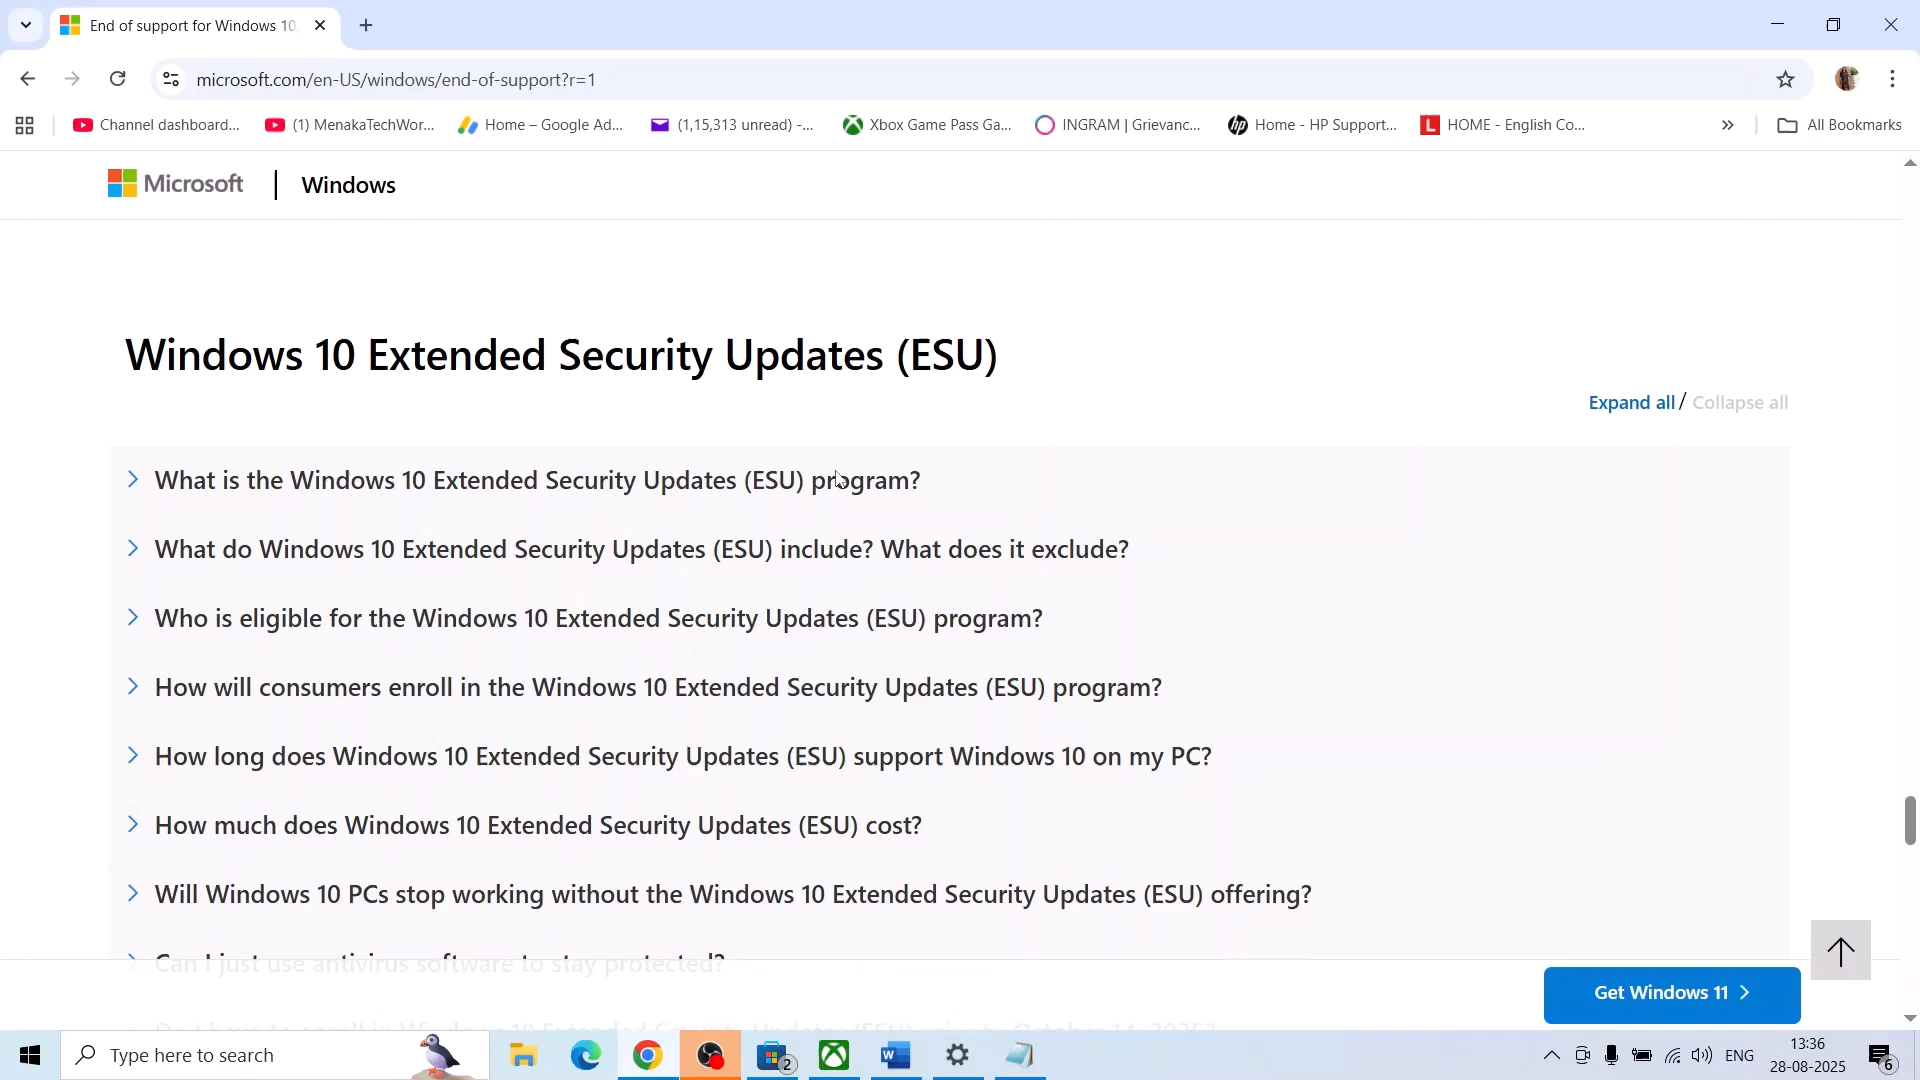 End of support for Windows 10,
microsoft.com/en-US/windows/end-of-support?r=1
Channel dashboard...
(1) MenakaTechWor...
Home – Google Ad...
(1,15,313 unread) -...
Xbox Game Pass Ga...
INGRAM | Grievanc...
Home - HP Support...
HOME - English Co...
All Bookmarks
Microsoft
Windows
Windows 10 Extended Security Updates (ESU)
Expand all / Collapse all
What is the Windows 10 Extended Security Updates (ESU) program?
What do Windows 10 Extended Security Updates (ESU) include? What does it exclude?
Who is eligible for the Windows 10 Extended Security Updates (ESU) program?
How will consumers enroll in the Windows 10 Extended Security Updates (ESU) program?
How long does Windows 10 Extended Security Updates (ESU) support Windows 10 on my PC?
How much does Windows 10 Extended Security Updates (ESU) cost?
Will Windows 10 PCs stop working without the Windows 10 Extended Security Updates (ESU) offering?
Can I just use antivirus software to stay protected?
Get Windows 11
Type here to search
2
W
ENG
13:36
28-08-2025
6